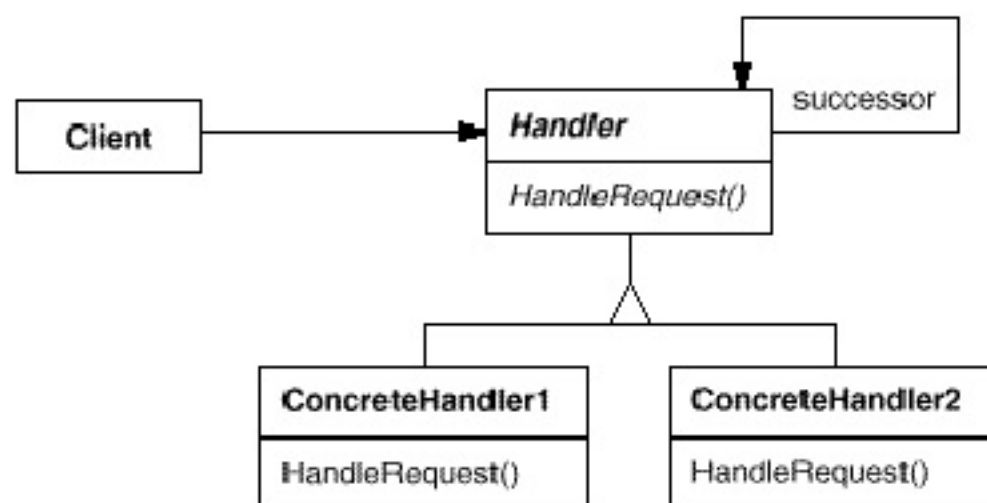 successor
Client
Handler
HandleRequest()
ConcreteHandler1
ConcreteHandler2
HandleRequest()
HandleRequest()